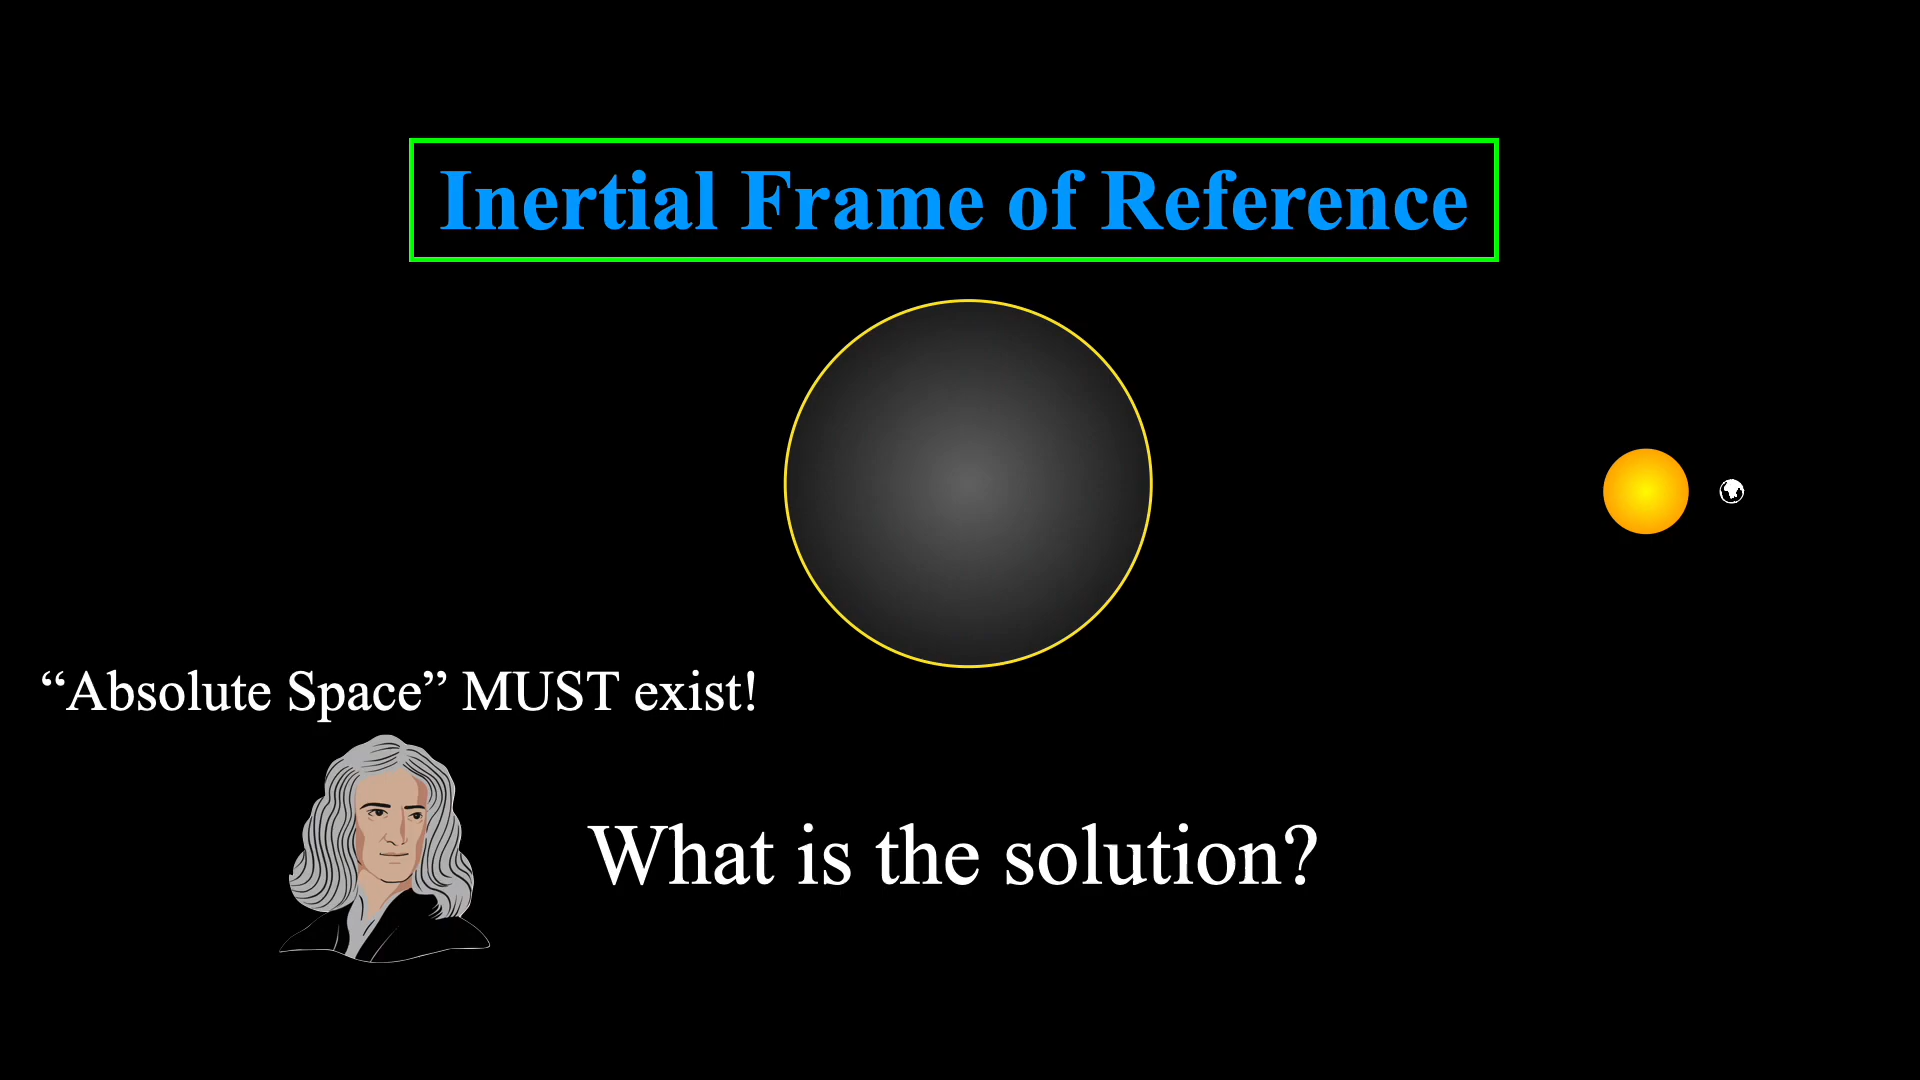 Inertial Frame of Reference
“Absolute Space” MUST exist!
What is the solution?